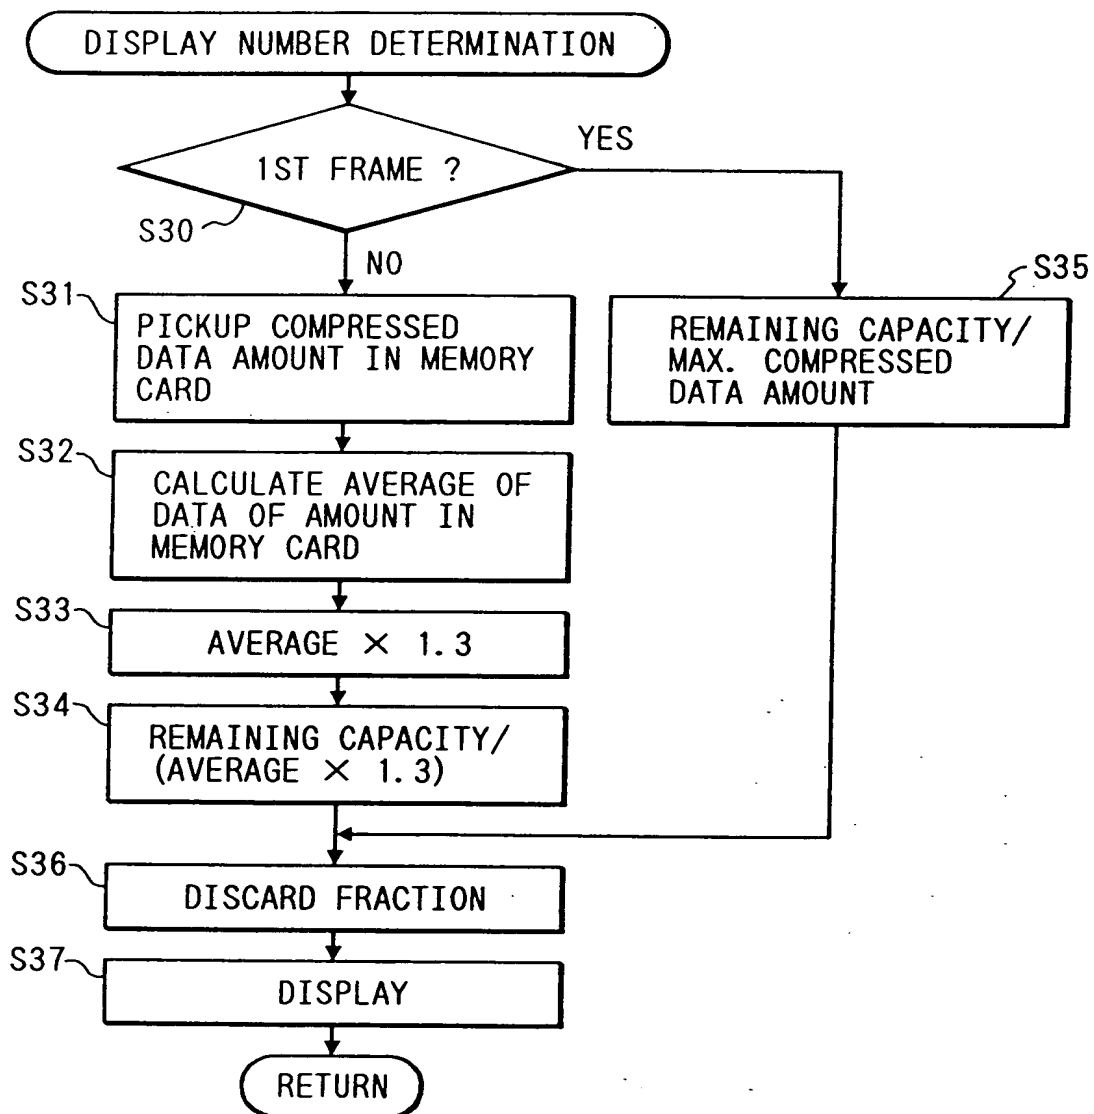 DISPLAY NUMBER DETERMINATION
1ST FRAME ?
YES
S30
NO
S31
PICKUP COMPRESSED
DATA AMOUNT IN MEMORY
CARD
S35
REMAINING CAPACITY/
MAX. COMPRESSED
DATA AMOUNT
S32
CALCULATE AVERAGE OF
DATA OF AMOUNT IN
MEMORY CARD
S33
AVERAGE × 1.3
S34
REMAINING CAPACITY/
(AVERAGE × 1.3)
S36
DISCARD FRACTION
S37
DISPLAY
RETURN